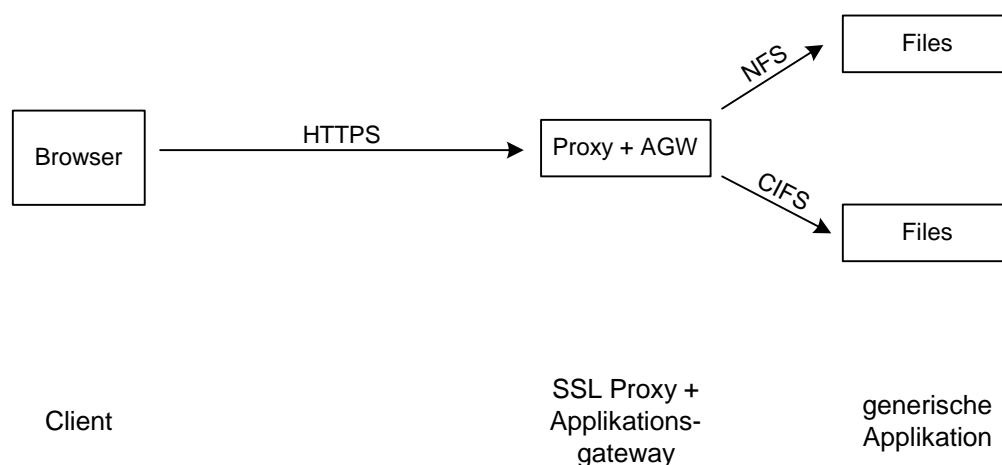 Files
NFS
HTTPS
Browser
Proxy + AGW
CIFS
Files
Client
SSL Proxy +
Applikations-
gateway
generische
Applikation